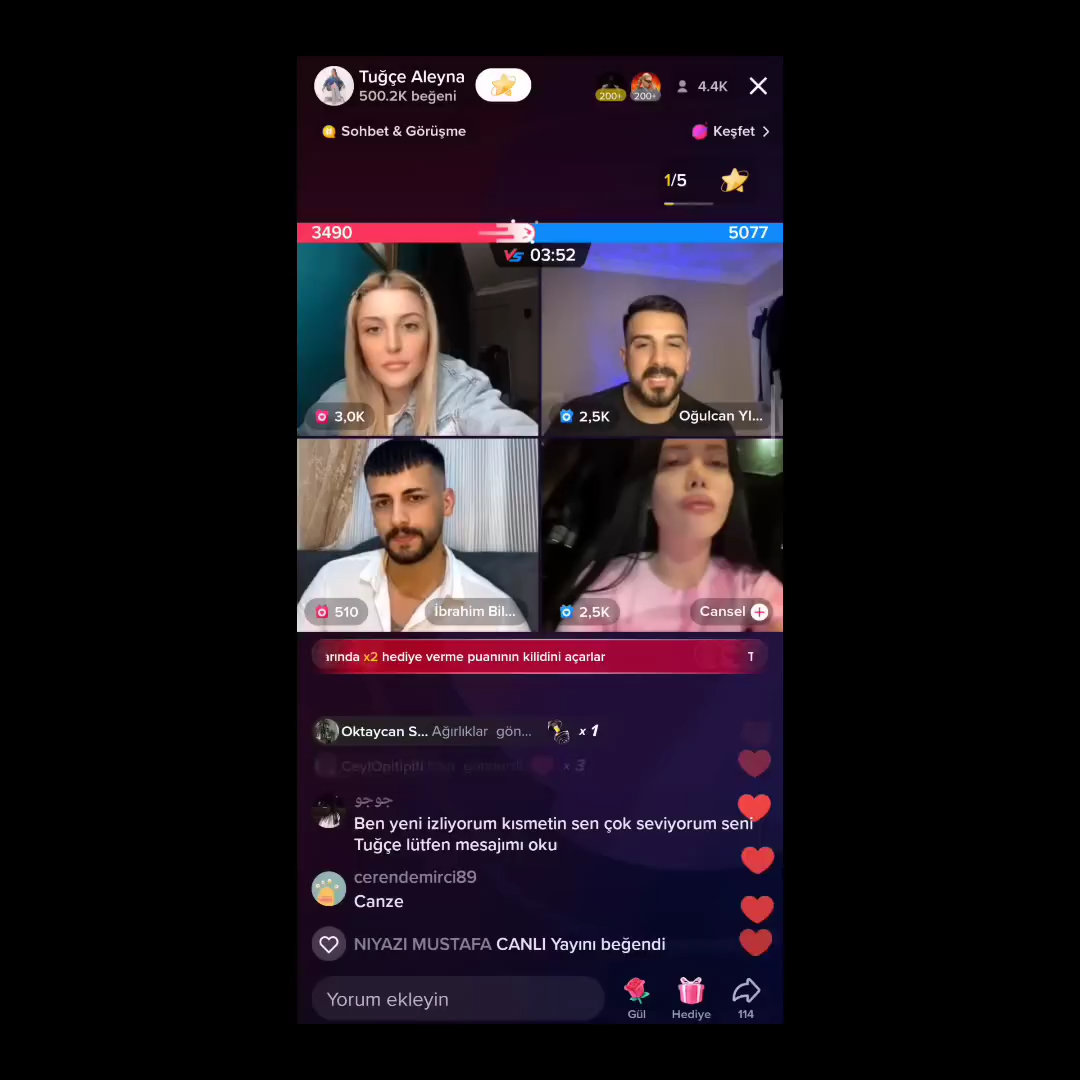 Tuğçe Aleyna
500.2K beğeni
200+
200+
4.4K
Sohbet & Görüşme
Keşfet
1/5
3490
5077
VS 03:52
3,0K
2,5K
Oğulcan Yl...
510
İbrahim Bil...
2,5K
Cansel
arında x2 hediye verme puanının kilidini açarlar
T
Oktaycan S... Ağırlıklar gön...
x 1
CeylOpitipiti
x 3
جوجو
Ben yeni izliyorum kısmetin sen çok seviyorum seni
Tuğçe lütfen mesajımı oku
cerendemirci89
Canze
NIYAZI MUSTAFA CANLI Yayını beğendi
Yorum ekleyin
Gül
Hediye
114